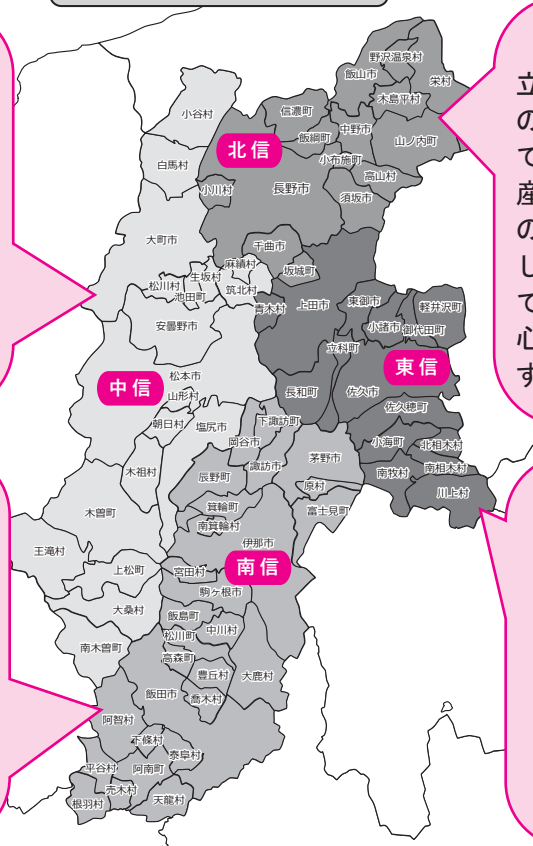 立
の
て
産
の
し
て
心
す
野沢温泉村
飯山市
栄村
木島平村
小谷村
信濃町
中野市
飯綱町
山ノ内町
北信
小布施町
白馬村
高山村
小川村
長野市
須坂市
大町市
千曲市
麻績村
坂城町
生坂村
松川村
池田町
筑北村
青木村
上田市
東御市
軽井沢町
安曇野市
小諸市
御代田町
立科町
東信
松本市
中信
山形村
長和町
佐久市
佐久穂町
朝日村
塩尻市
下諏訪町
岡谷市
小海町
北相木村
諏訪市
茅野市
南相木村
木祖村
辰野町
南牧村
原村
川上村
箕輪町
富士見町
木曽町
南箕輪村
伊那市
王滝村
上松町
宮田村
南信
駒ヶ根市
大桑村
飯島町
松川町
中川村
南木曽町
高森町
豊丘村
大鹿村
飯田市
喬木村
阿智村
下條村
泰阜村
平谷村
阿南町
売木村
根羽村
天龍村